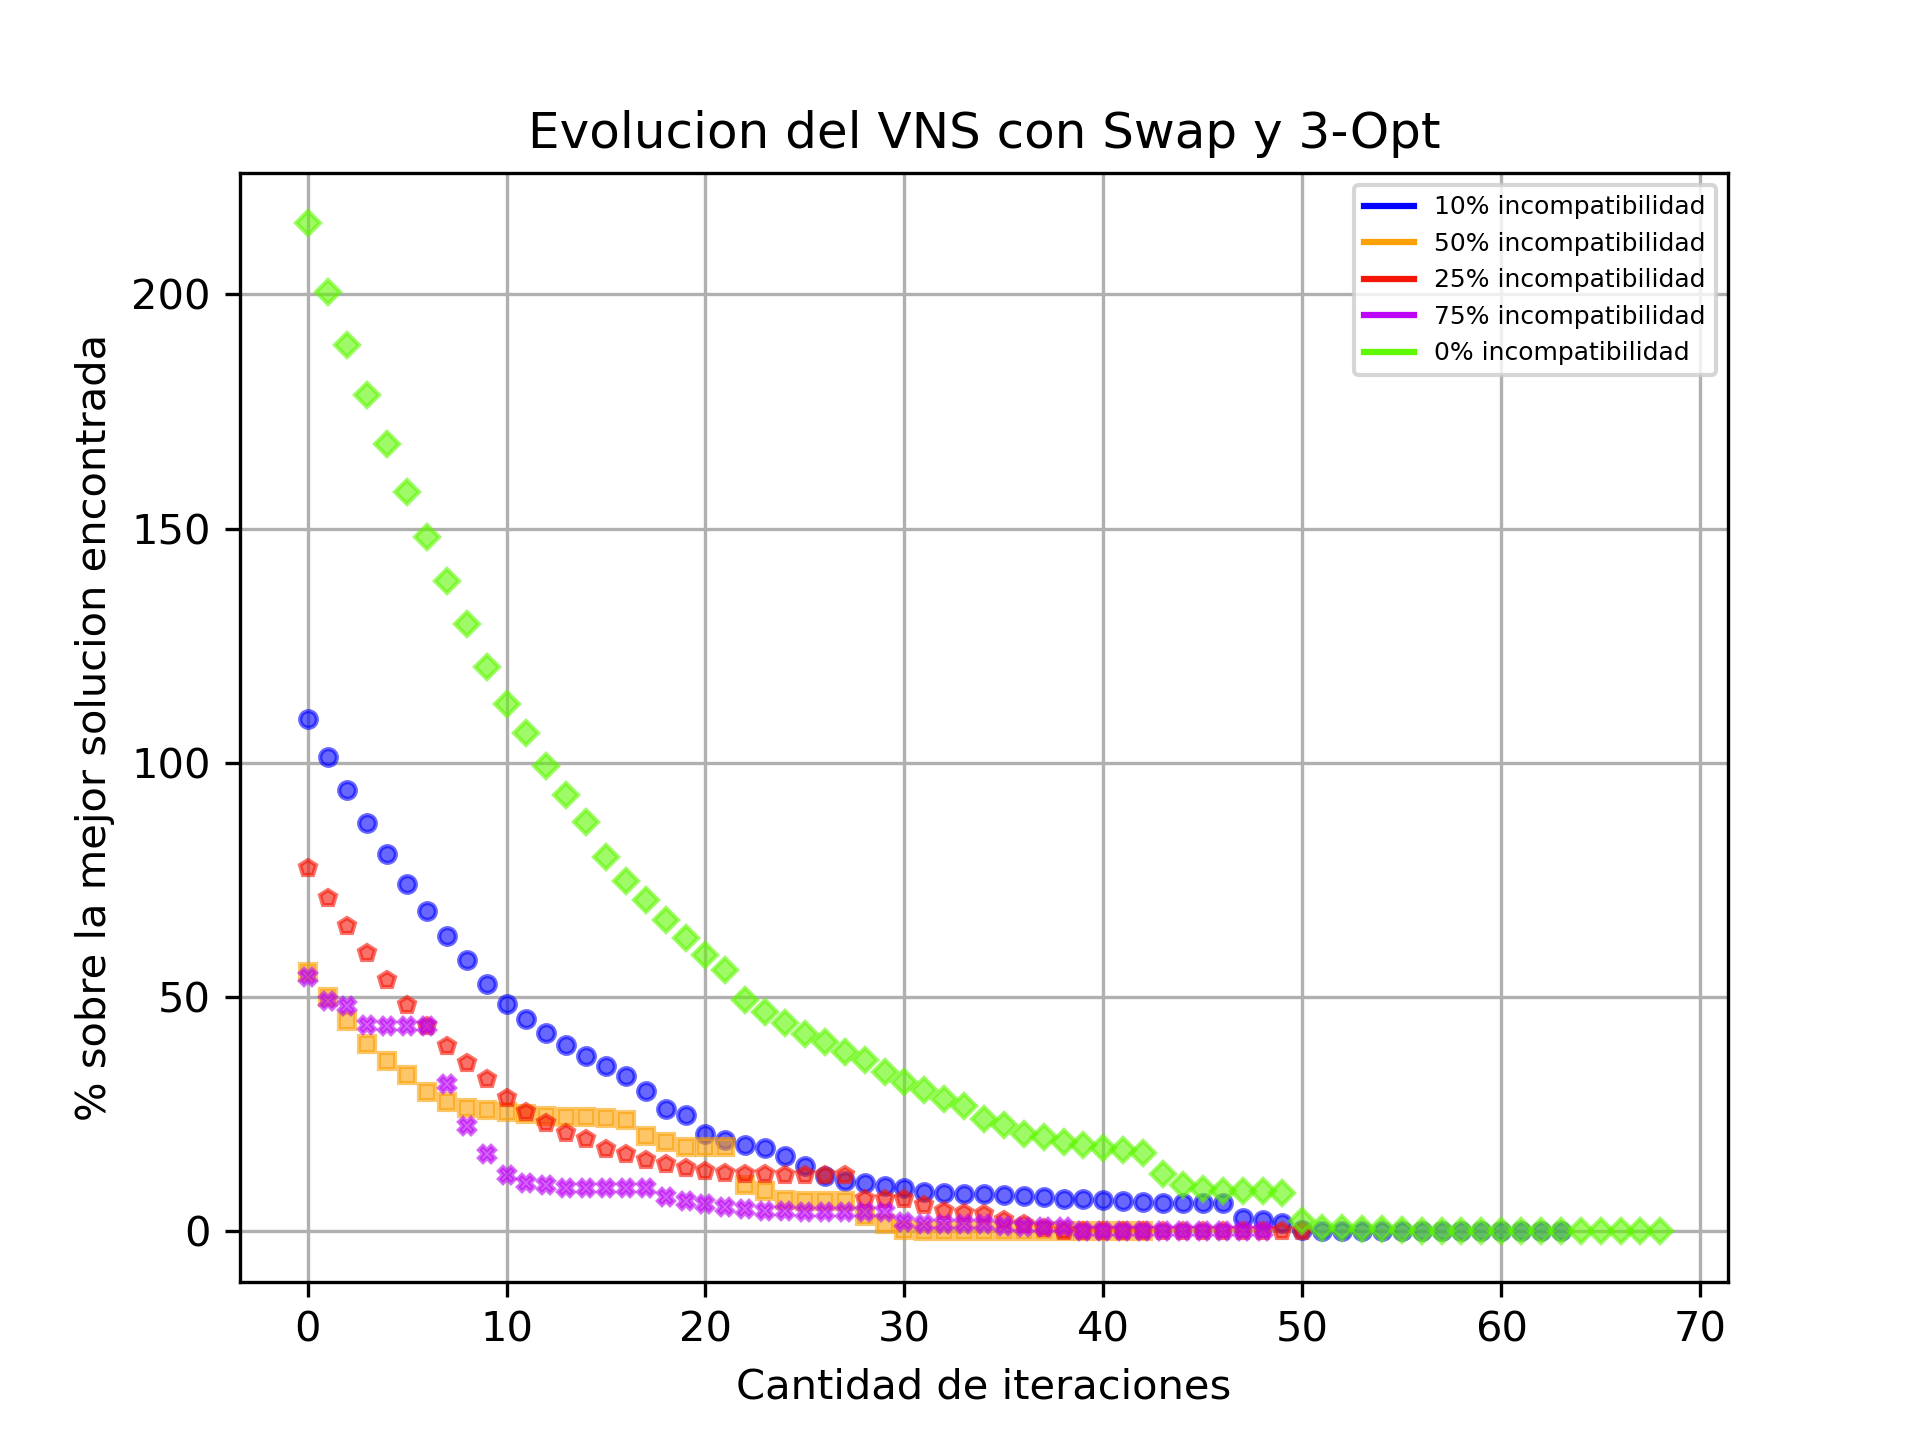 Evolucion del VNS con Swap y 3-Opt
10% incompatibilidad
50% incompatibilidad
25% incompatibilidad
75% incompatibilidad
0% incompatibilidad
% sobre la mejor solucion encontrada
200
150
100
50
0
0 10 20 30 40 50 60 70
Cantidad de iteraciones